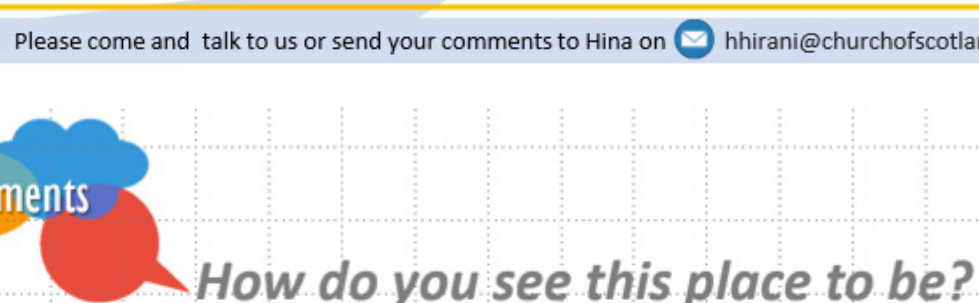 Please come and talk to us or send your comments to Hina on hhirani@churchofscotla
ments
How do you see this place to be?